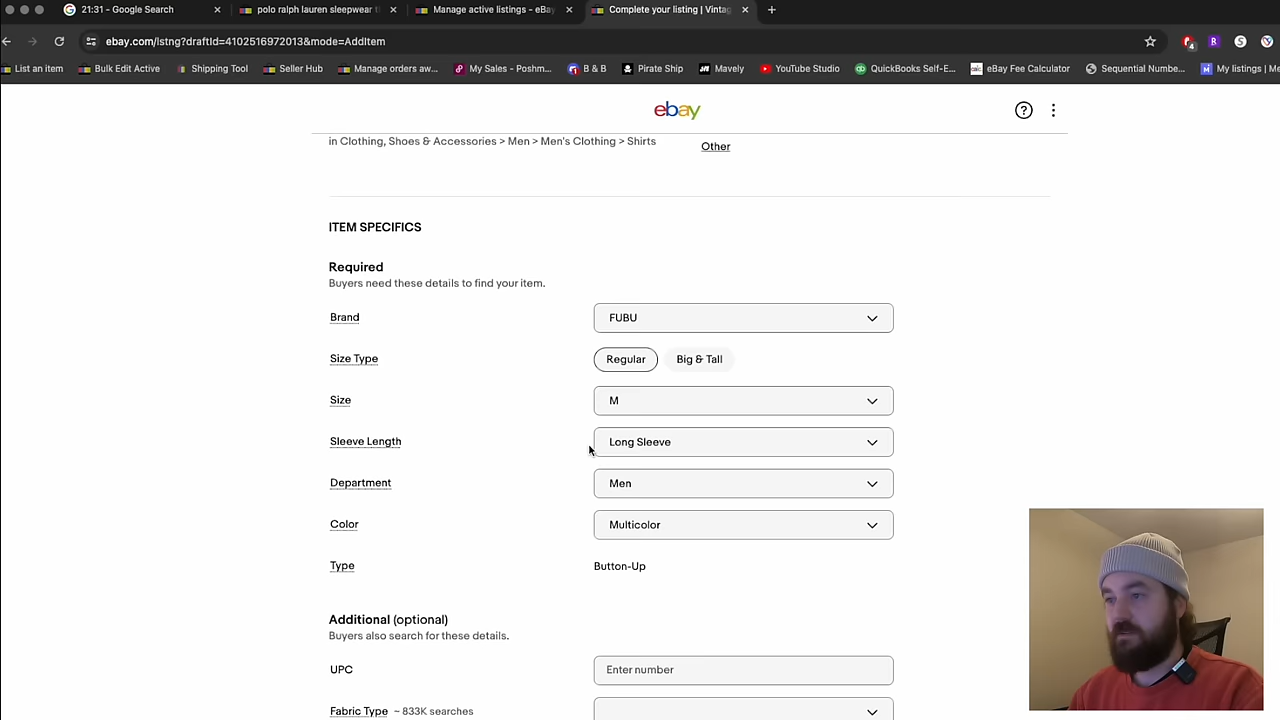 21:31 - Google Search
polo ralph lauren sleepwear
Manage active listings - eBay
Complete your listing | Vintag
ebay.com/lstng?draftId=4102516972013&mode=AddItem
4
List an item
Bulk Edit Active
Shipping Tool
Seller Hub
Manage orders aw...
My Sales - Poshm...
B & B
Pirate Ship
Mavely
YouTube Studio
QuickBooks Self-E...
eBay Fee Calculator
Sequential Numbe...
My listings | Me
ebay
in Clothing, Shoes & Accessories > Men > Men's Clothing > Shirts
Other
ITEM SPECIFICS
Required
Buyers need these details to find your item.
Brand
FUBU
Size Type
Regular
Big & Tall
Size
M
Sleeve Length
Long Sleeve
Department
Men
Color
Multicolor
Type
Button-Up
Additional (optional)
Buyers also search for these details.
UPC
Enter number
Fabric Type ~ 833K searches